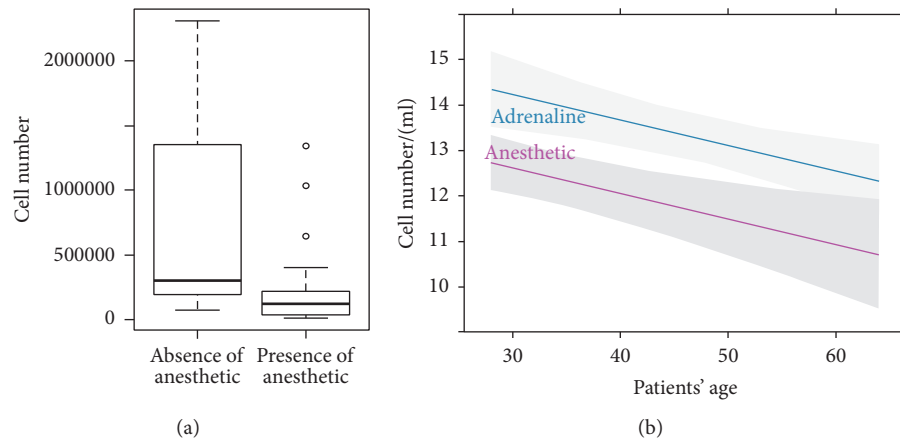 Cell number
2000000
1000000
500000
0
Absence of
anesthetic
Presence of
anesthetic
(a)
Cell number/(ml)
15
14
13
12
11
10
Adrenaline
Anesthetic
30
40
50
60
Patients' age
(b)